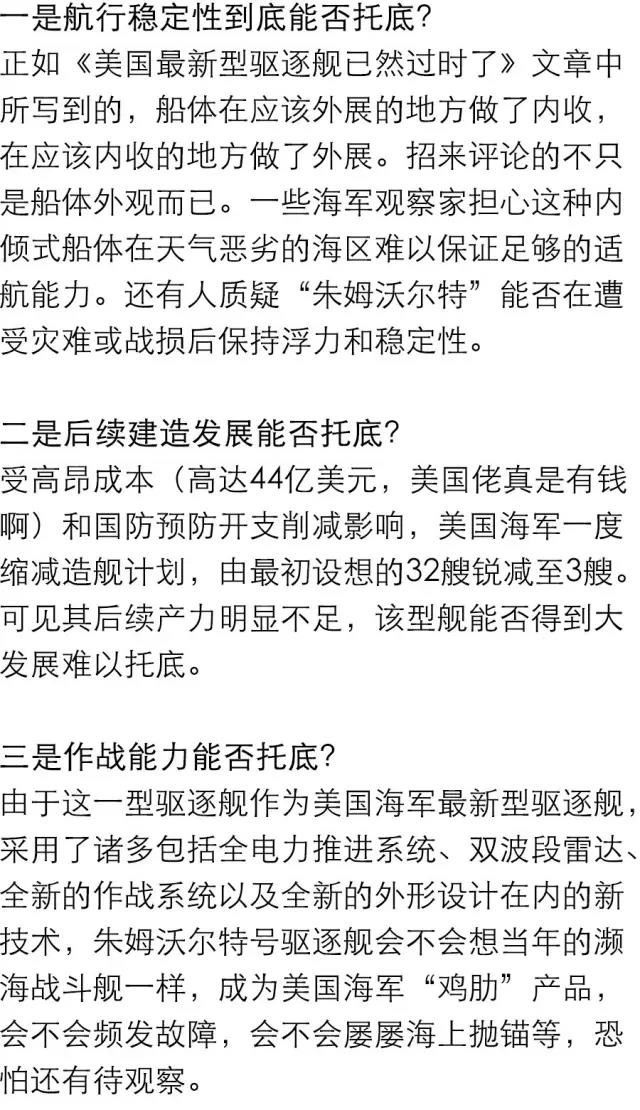 一是航行稳定性到底能否托底？
正如《美国最新型驱逐舰已然过时了》文章中
所写到的，船体在应该外展的地方做了内收，
在应该内收的地方做了外展。招来评论的不只
是船体外观而已。一些海军观察家担心这种内
倾式船体在天气恶劣的海区难以保证足够的适
航能力。还有人质疑“朱姆沃尔特”能否在遭
受灾难或战损后保持浮力和稳定性。
二是后续建造发展能否托底？
受高昂成本（高达44亿美元，美国佬真是有钱
啊）和国防预防开支削减影响，美国海军一度
缩减造舰计划，由最初设想的32艘锐减至3艘。
可见其后续产力明显不足，该型舰能否得到大
发展难以托底。
三是作战能力能否托底？
由于这一型驱逐舰作为美国海军最新型驱逐舰，
采用了诸多包括全电力推进系统、双波段雷达、
全新的作战系统以及全新的外形设计在内的新
技术，朱姆沃尔特号驱逐舰会不会想当年的濒
海战斗舰一样，成为美国海军“鸡肋”产品，
会不会频发故障，会不会屡屡海上抛锚等，恐
怕还有待观察。